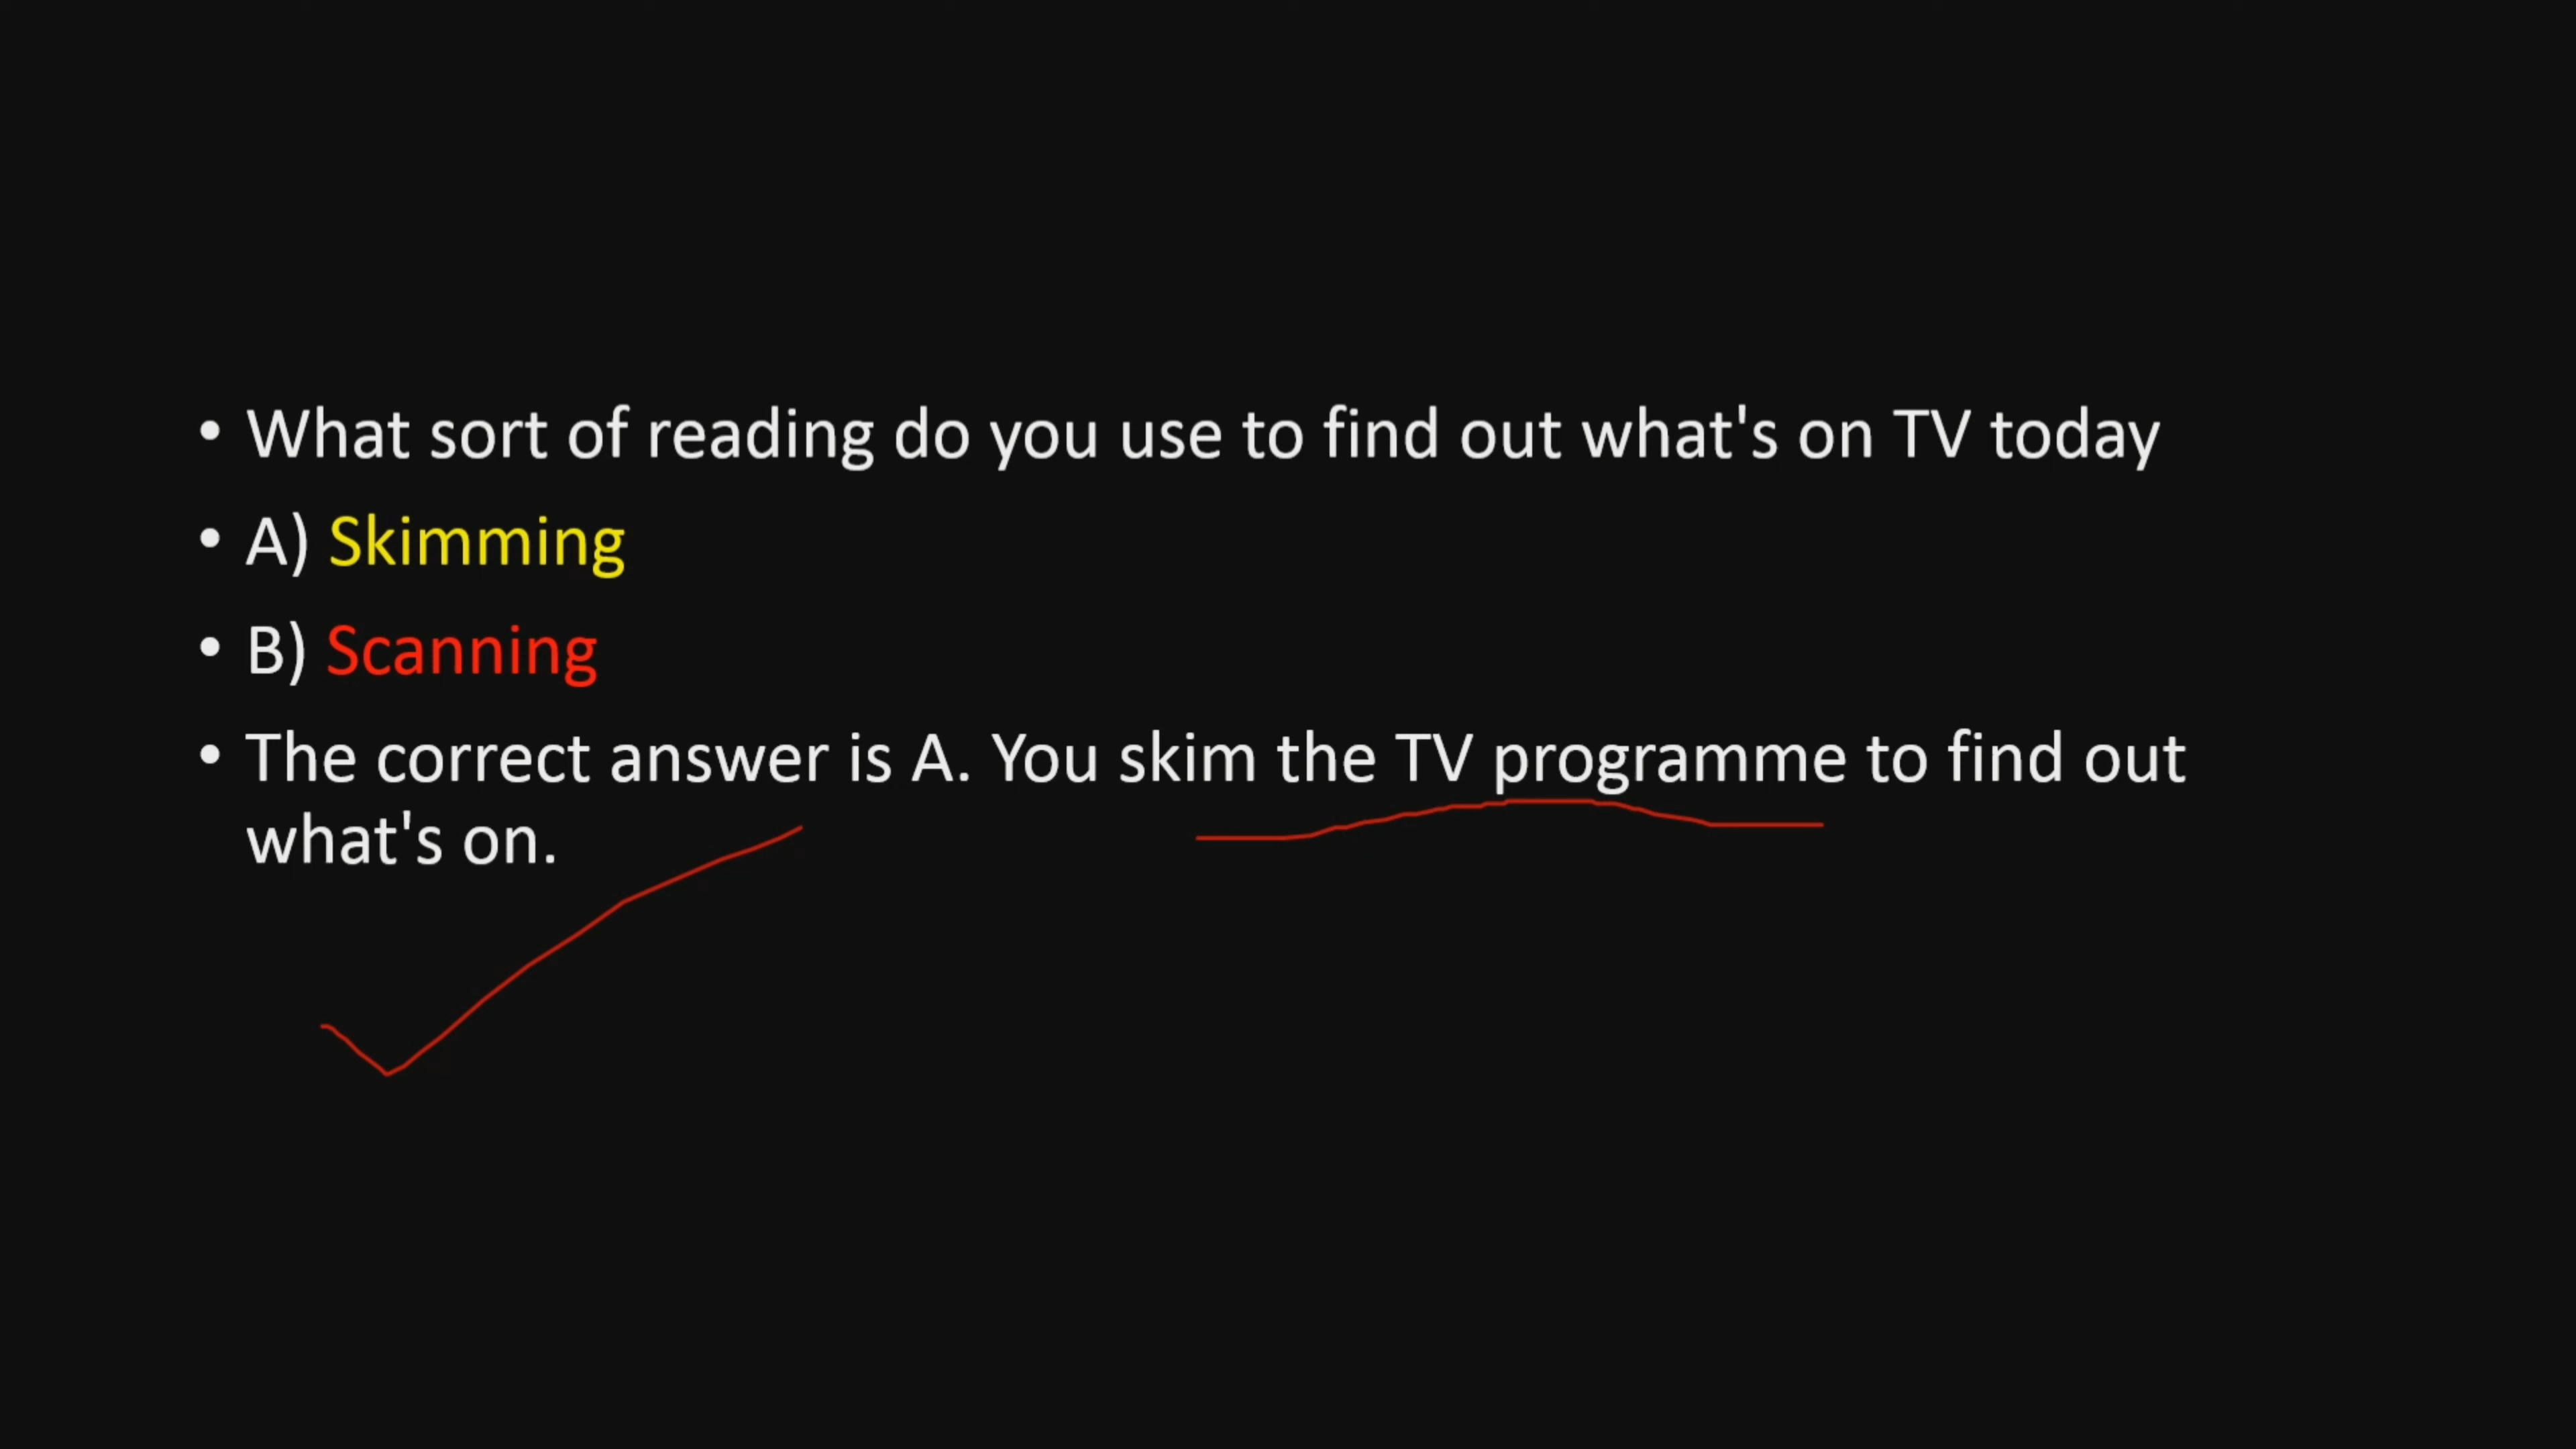 • What sort of reading do you use to find out what's on TV today
• A) Skimming
• B) Scanning
• The correct answer is A. You skim the TV programme to find out
what's on.